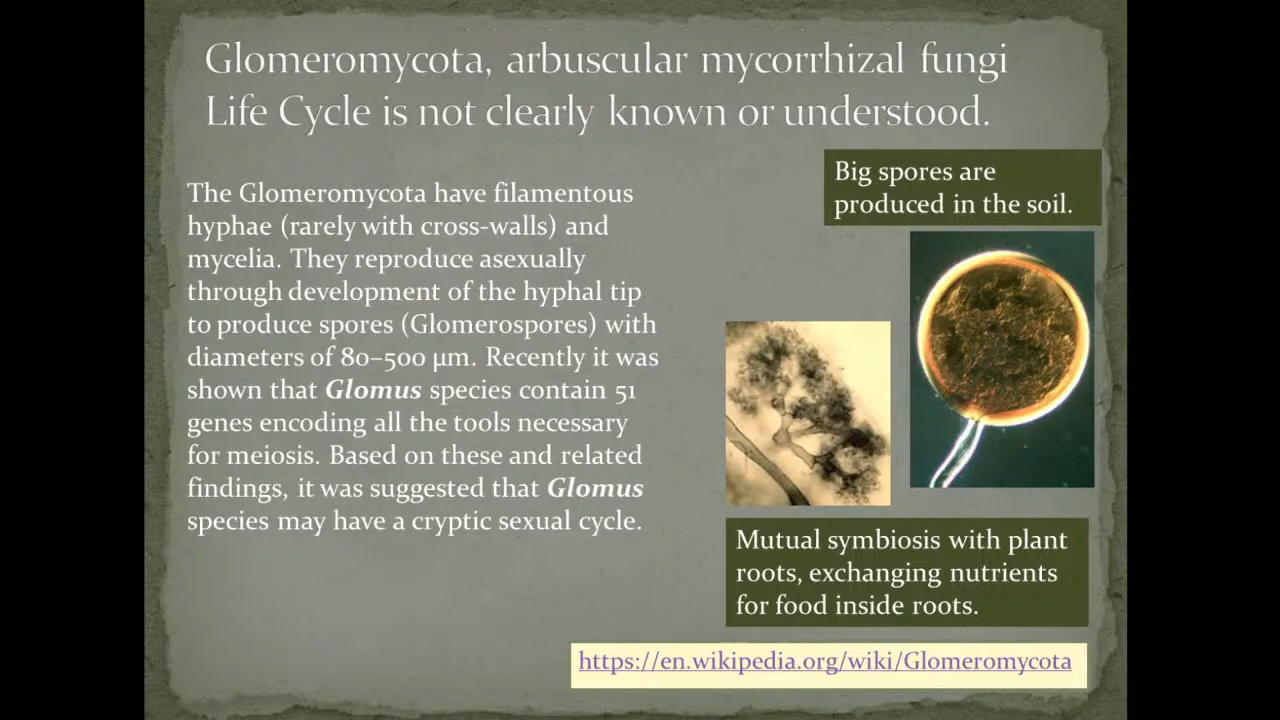 Glomeromycota, arbuscular mycorrhizal fungi
Life Cycle is not clearly known or understood.
The Glomeromycota have filamentous
hyphae (rarely with cross-walls) and
mycelia. They reproduce asexually
through development of the hyphal tip
to produce spores (Glomerospores) with
diameters of 80–500 μm. Recently it was
shown that Glomus species contain 51
genes encoding all the tools necessary
for meiosis. Based on these and related
findings, it was suggested that Glomus
species may have a cryptic sexual cycle.
Big spores are
produced in the soil.
Mutual symbiosis with plant
roots, exchanging nutrients
for food inside roots.
https://en.wikipedia.org/wiki/Glomeromycota